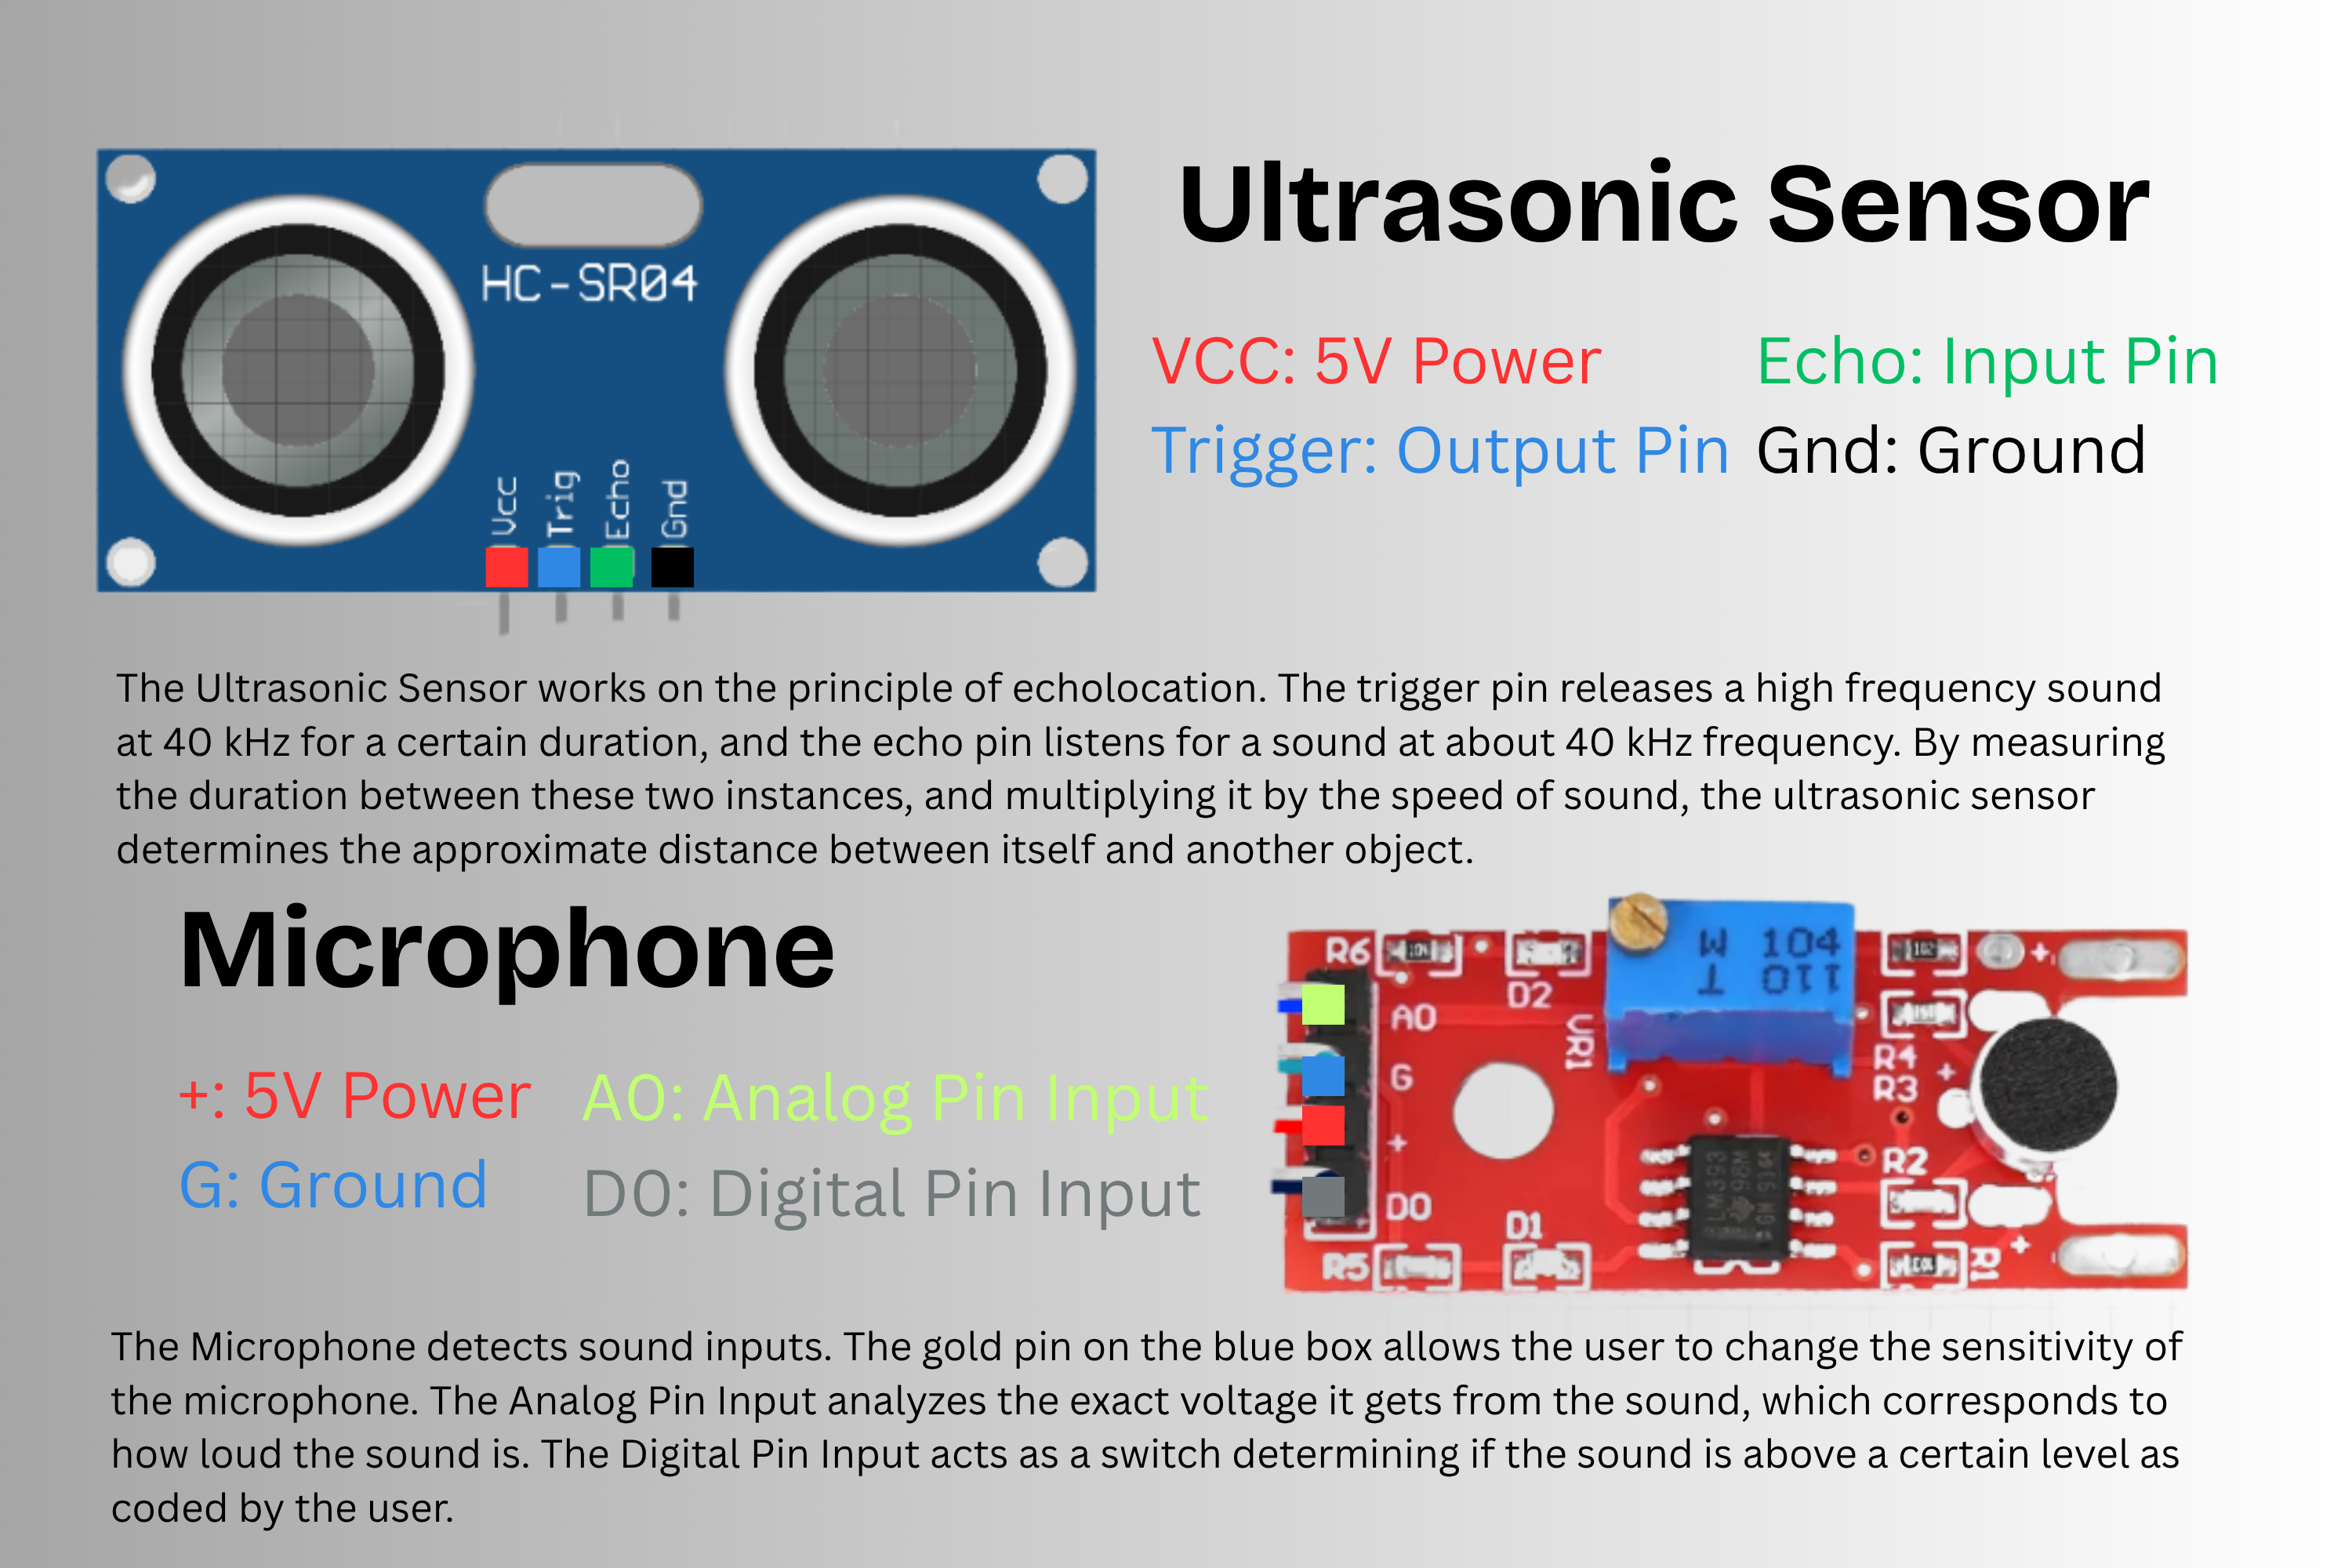 Ultrasonic Sensor
HC-SR04
VCC: 5V Power
Echo: Input Pin
Trigger: Output Pin
Gnd: Ground
Vcc
Trig
Echo
Gnd
The Ultrasonic Sensor works on the principle of echolocation. The trigger pin releases a high frequency sound
at 40 kHz for a certain duration, and the echo pin listens for a sound at about 40 kHz frequency. By measuring
the duration between these two instances, and multiplying it by the speed of sound, the ultrasonic sensor
determines the approximate distance between itself and another object.
Microphone
+: 5V Power
A0: Analog Pin Input
G: Ground
D0: Digital Pin Input
R6
104
D2
W 104
T 011
102
+
A0
VR1
151
G
R4
R3
+
+
R2
LM393
98M
D0
D1
R5
R1
+
The Microphone detects sound inputs. The gold pin on the blue box allows the user to change the sensitivity of
the microphone. The Analog Pin Input analyzes the exact voltage it gets from the sound, which corresponds to
how loud the sound is. The Digital Pin Input acts as a switch determining if the sound is above a certain level as
coded by the user.